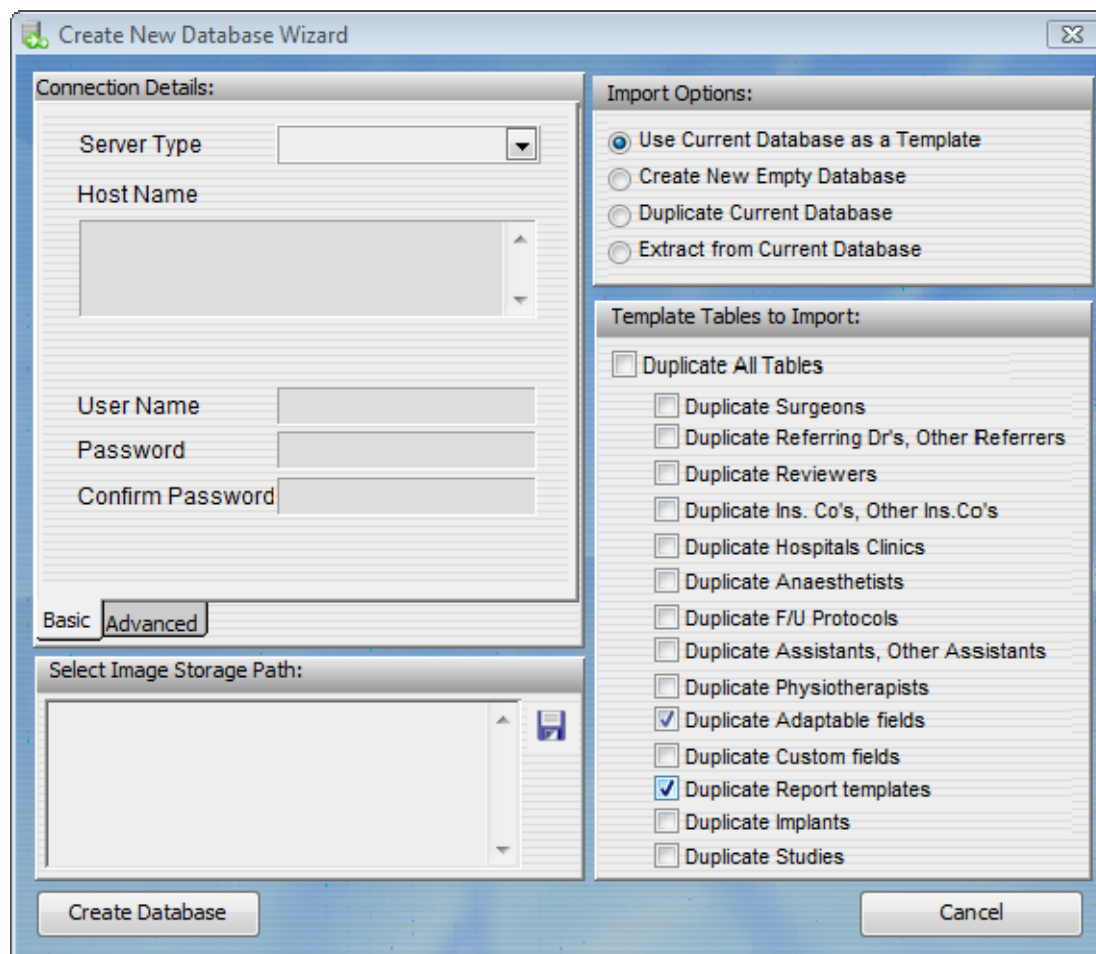 Create New Database Wizard
Connection Details:
Server Type
Host Name
User Name
Password
Confirm Password
Basic
Advanced
Select Image Storage Path:
Create Database
Import Options:
Use Current Database as a Template
Create New Empty Database
Duplicate Current Database
Extract from Current Database
Template Tables to Import:
Duplicate All Tables
Duplicate Surgeons
Duplicate Referring Dr's, Other Referrers
Duplicate Reviewers
Duplicate Ins. Co's, Other Ins.Co's
Duplicate Hospitals Clinics
Duplicate Anaesthetists
Duplicate F/U Protocols
Duplicate Assistants, Other Assistants
Duplicate Physiotherapists
Duplicate Adaptable fields
Duplicate Custom fields
Duplicate Report templates
Duplicate Implants
Duplicate Studies
Cancel